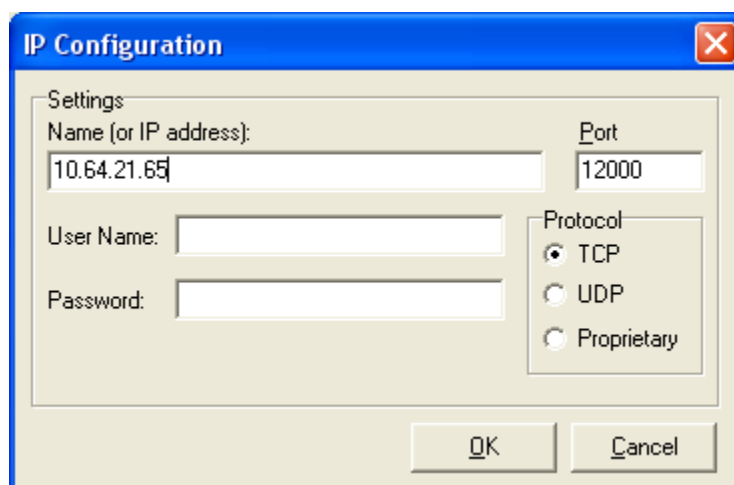 IP Configuration
Settings
Name (or IP address):
Port
10.64.21.65
12000
User Name:
Protocol
TCP
UDP
Password:
Proprietary
OK
Cancel